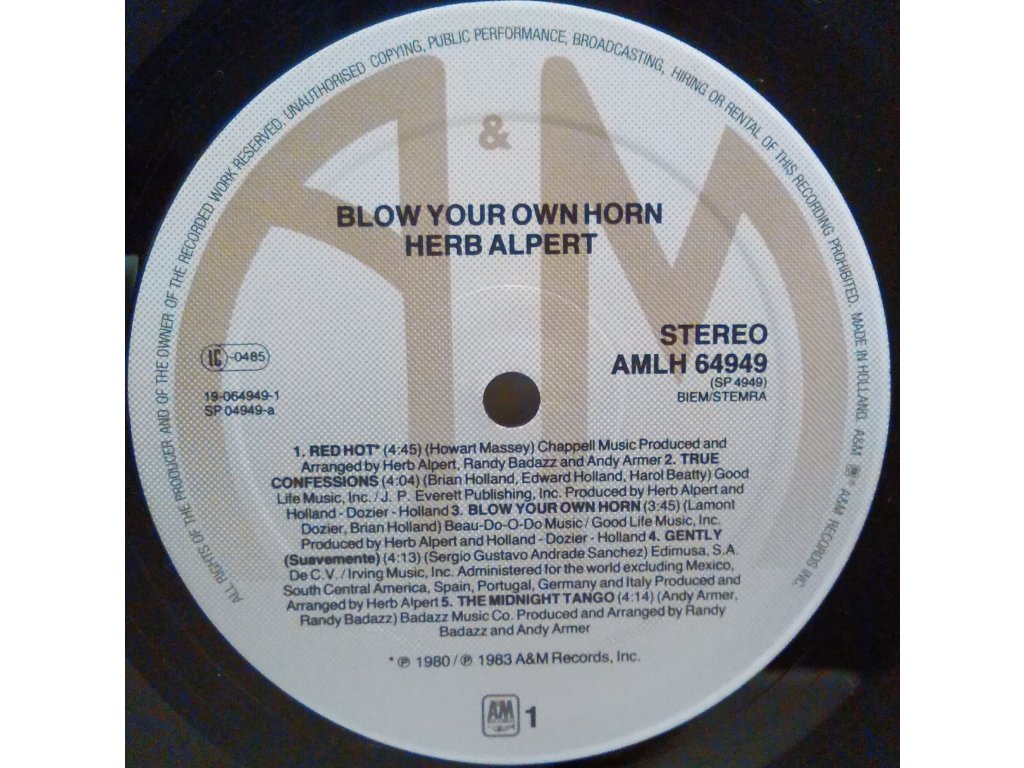 ALL RIGHTS OF THE PRODUCER AND OF THE OWNER OF THE RECORDED WORK RESERVED. UNAUTHORISED COPYING, PUBLIC PERFORMANCE, BROADCASTING, HIRING OR RENTAL OF THIS RECORDING PROHIBITED. MADE IN HOLLAND. A&M ℗* A&M RECORDS INC.
A&M
BLOW YOUR OWN HORN
HERB ALPERT
STEREO
AMLH 64949
(SP 4949)
BIEM/STEMRA
LC -0485
19-064949-1
SP 04949-a
1. RED HOT* (4:45) (Howart Massey) Chappell Music Produced and
Arranged by Herb Alpert, Randy Badazz and Andy Armer 2. TRUE
CONFESSIONS (4:04) (Brian Holland, Edward Holland, Harol Beatty) Good
Life Music, Inc. / J. P. Everett Publishing, Inc. Produced by Herb Alpert and
Holland - Dozier - Holland 3. BLOW YOUR OWN HORN (3:45) (Lamont
Dozier, Brian Holland) Beau-Do-O-Do Music / Good Life Music, Inc.
Produced by Herb Alpert and Holland - Dozier - Holland 4. GENTLY
(Suavemente) (4:13) (Sergio Gustavo Andrade Sanchez) Edimusa, S.A.
De C.V. / Irving Music, Inc. Administered for the world excluding Mexico,
South Central America, Spain, Portugal, Germany and Italy Produced and
Arranged by Herb Alpert 5. THE MIDNIGHT TANGO (4:14) (Andy Armer,
Randy Badazz) Badazz Music Co. Produced and Arranged by Randy
Badazz and Andy Armer
* ℗ 1980 / ℗ 1983 A&M Records, Inc.
A&M
1